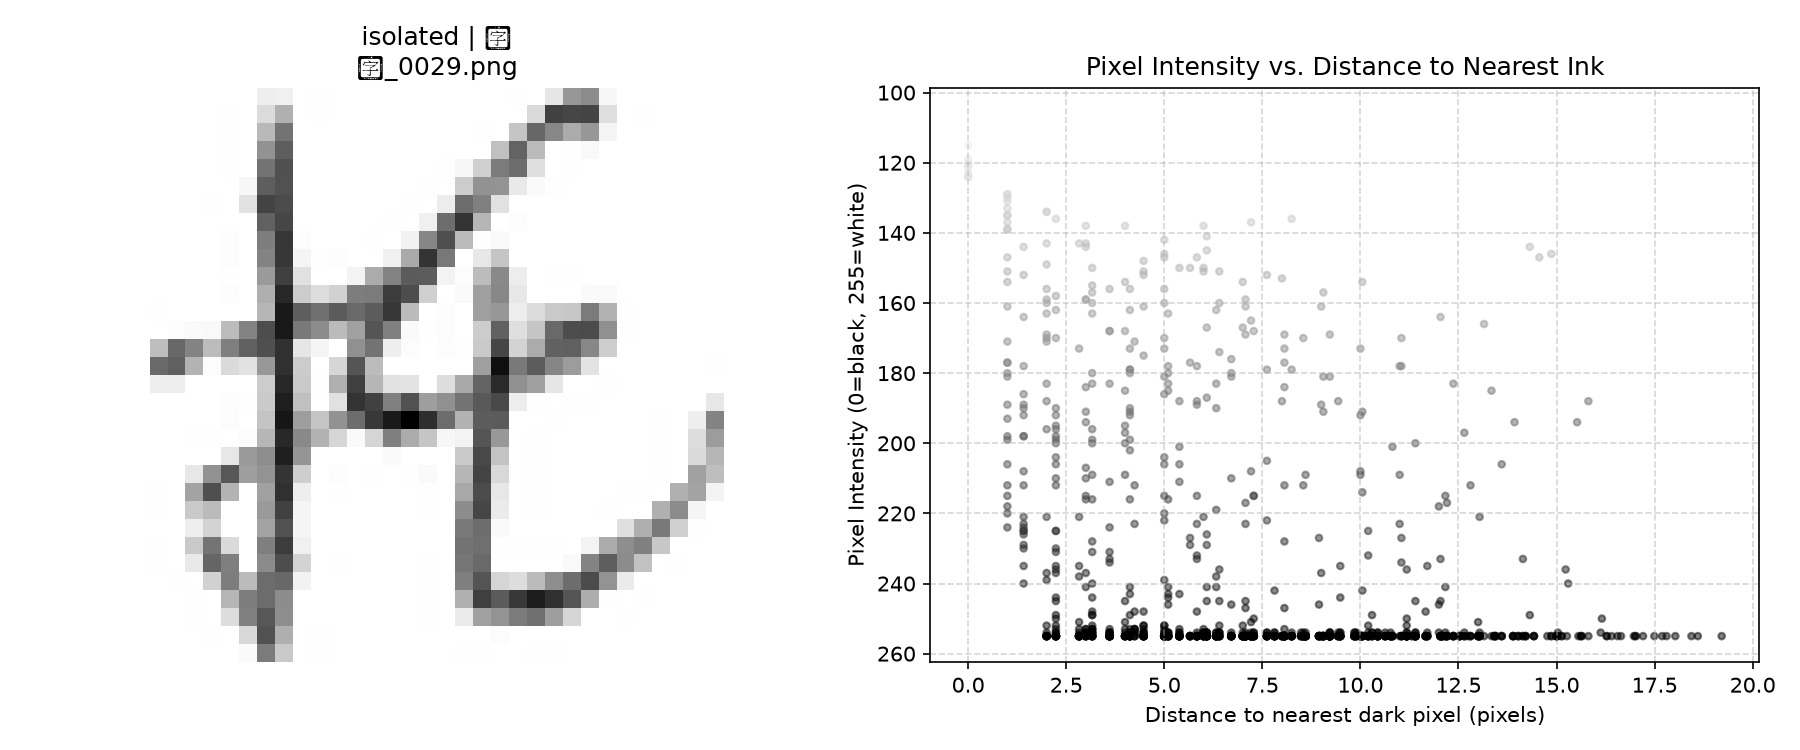 isolated |
_0029.png
Pixel Intensity vs. Distance to Nearest Ink
Pixel Intensity (0=black, 255=white)
100
120
140
160
180
200
220
240
260
0.0 2.5 5.0 7.5 10.0 12.5 15.0 17.5 20.0
Distance to nearest dark pixel (pixels)